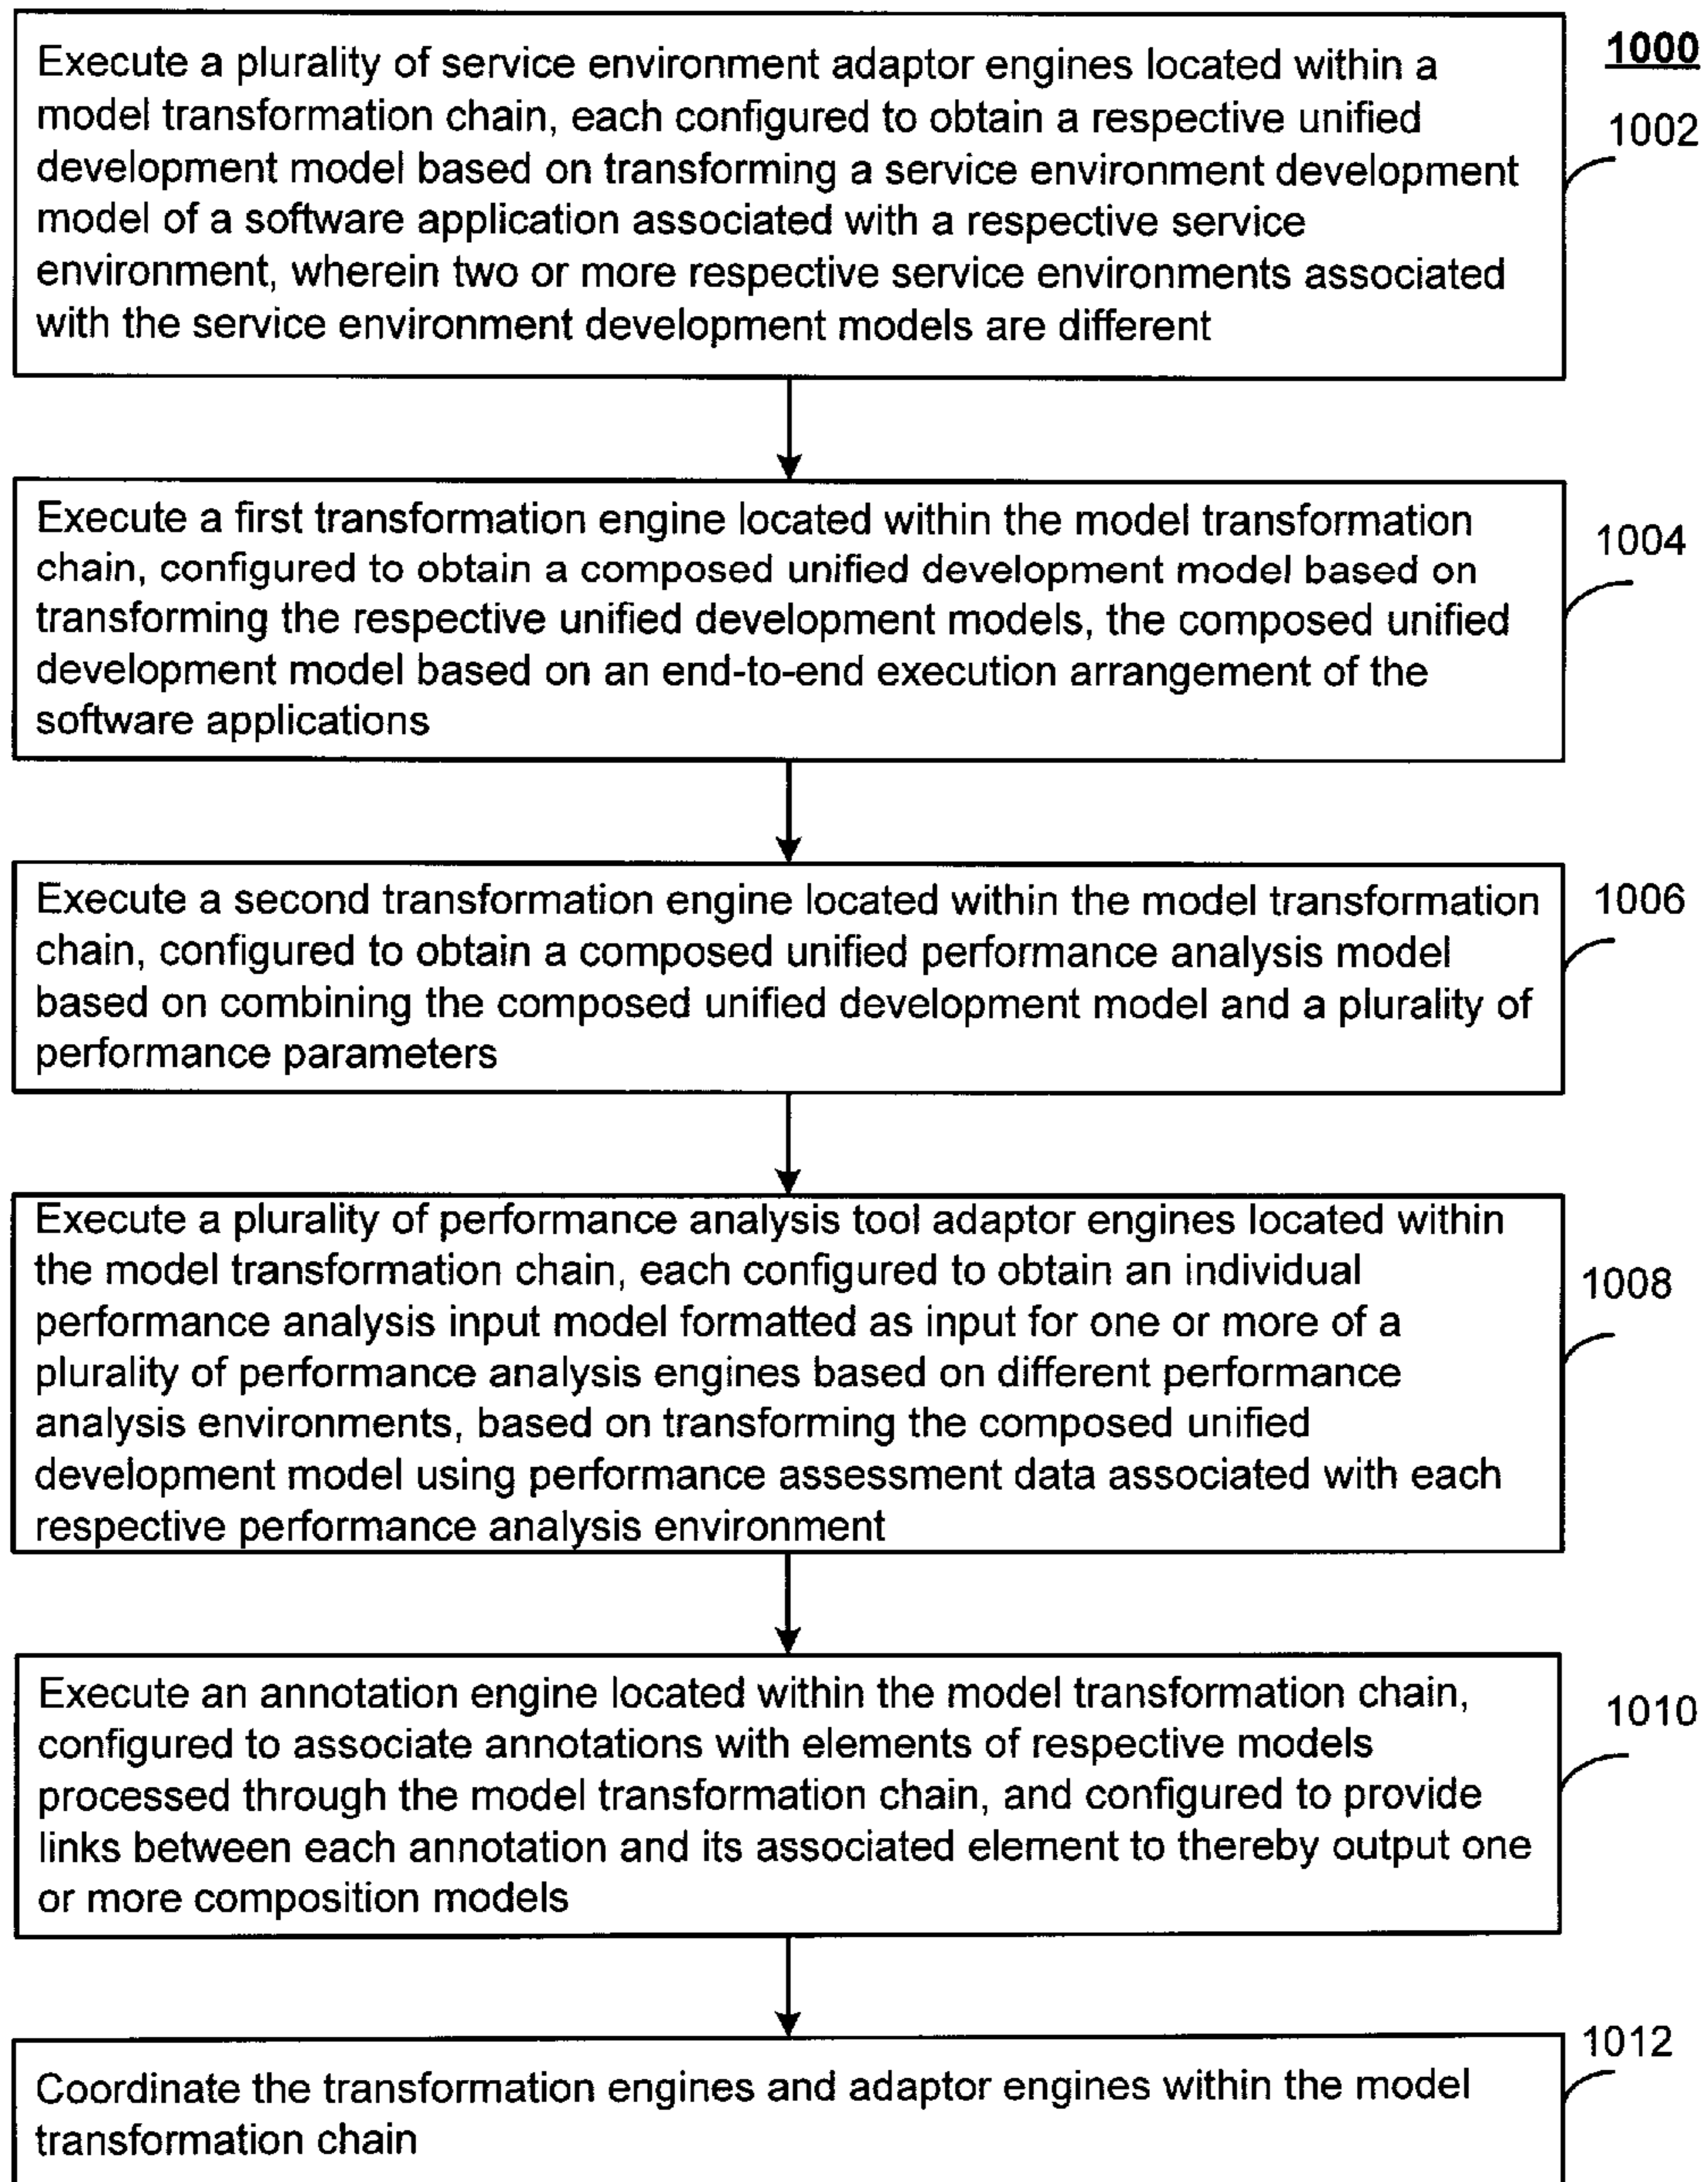 1000
Execute a plurality of service environment adaptor engines located within a
model transformation chain, each configured to obtain a respective unified
development model based on transforming a service environment development
model of a software application associated with a respective service
environment, wherein two or more respective service environments associated
with the service environment development models are different
1002
Execute a first transformation engine located within the model transformation
chain, configured to obtain a composed unified development model based on
transforming the respective unified development models, the composed unified
development model based on an end-to-end execution arrangement of the
software applications
1004
Execute a second transformation engine located within the model transformation
chain, configured to obtain a composed unified performance analysis model
based on combining the composed unified development model and a plurality of
performance parameters
1006
Execute a plurality of performance analysis tool adaptor engines located within
the model transformation chain, each configured to obtain an individual
performance analysis input model formatted as input for one or more of a
plurality of performance analysis engines based on different performance
analysis environments, based on transforming the composed unified
development model using performance assessment data associated with each
respective performance analysis environment
1008
Execute an annotation engine located within the model transformation chain,
configured to associate annotations with elements of respective models
processed through the model transformation chain, and configured to provide
links between each annotation and its associated element to thereby output one
or more composition models
1010
Coordinate the transformation engines and adaptor engines within the model
transformation chain
1012